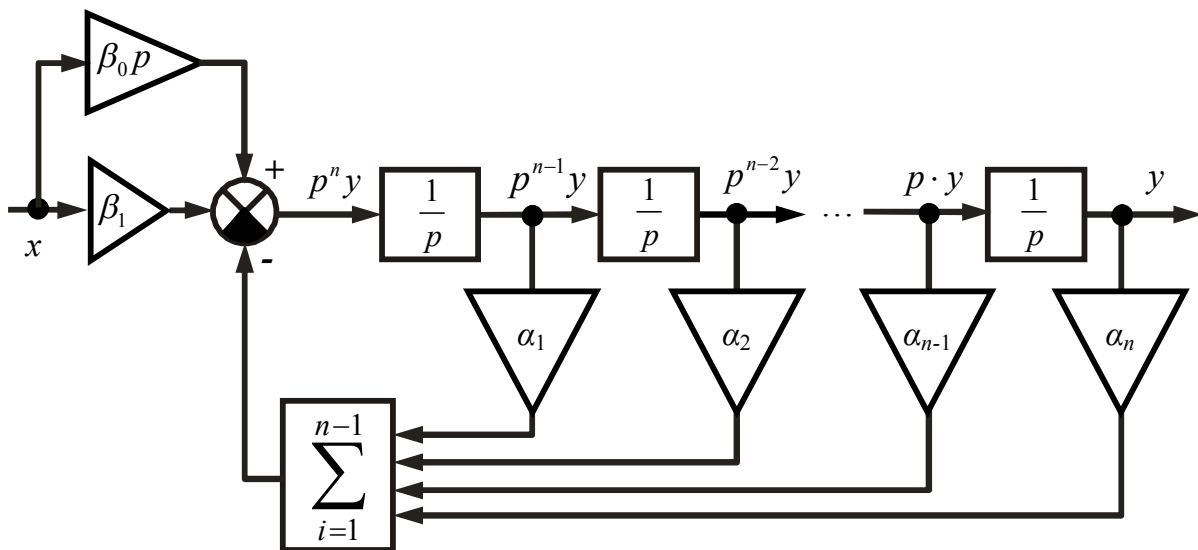 β₀p
+
pⁿy
1/p
pⁿ⁻¹y
1/p
pⁿ⁻²y
...
p · y
1/p
y
x
β₁
-
α₁
α₂
αₙ₋₁
αₙ
n−1
∑
i=1